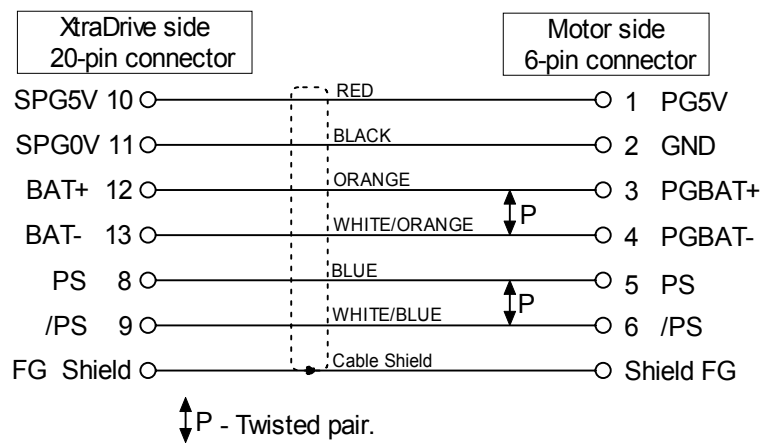 XtraDrive side
20-pin connector
Motor side
6-pin connector
SPG5V 10 RED 1 PG5V
SPG0V 11 BLACK 2 GND
BAT+ 12 ORANGE 3 PGBAT+
P
BAT- 13 WHITE/ORANGE 4 PGBAT-
PS 8 BLUE 5 PS
P
/PS 9 WHITE/BLUE 6 /PS
FG Shield Cable Shield Shield FG
P - Twisted pair.